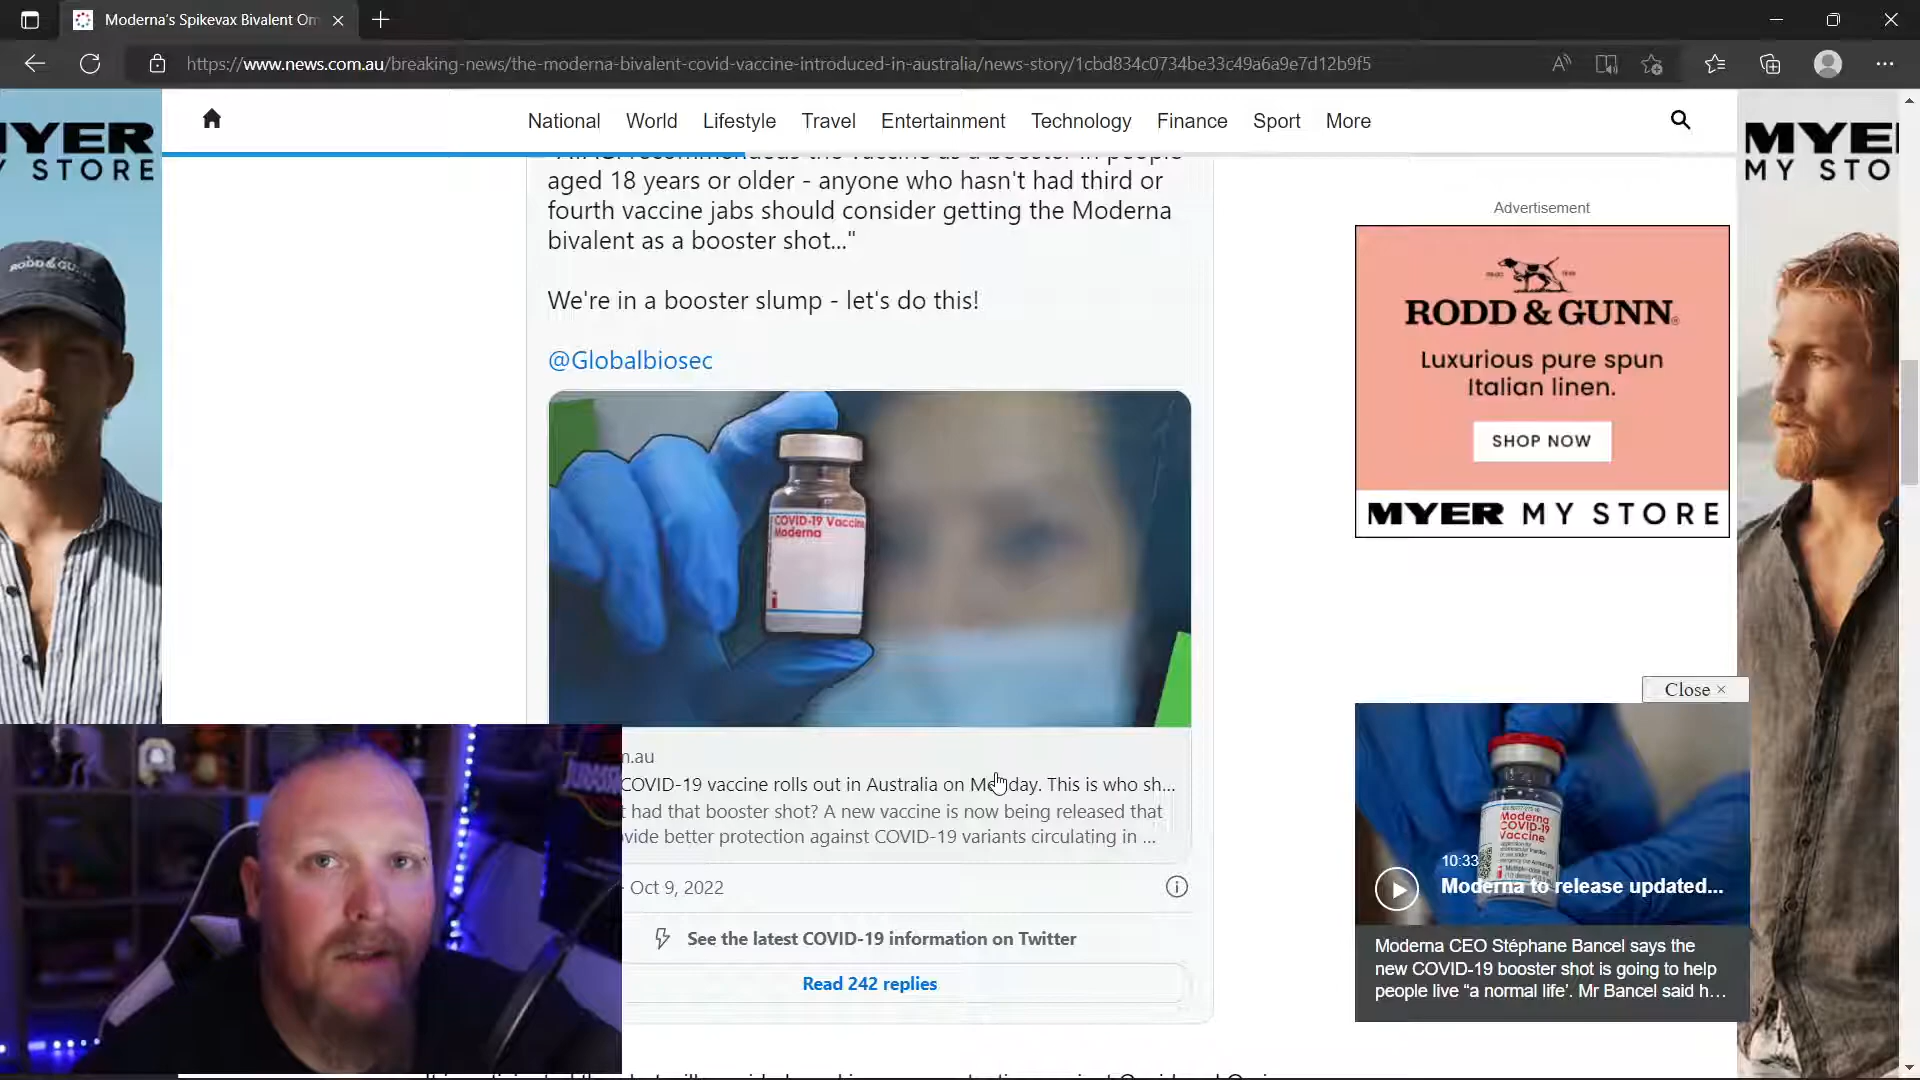 Moderna's Spikevax Bivalent Om
https://www.news.com.au/breaking-news/the-moderna-bivalent-covid-vaccine-introduced-in-australia/news-story/1cbd834c0734be33c49a6a9e7d12b9f5
National World Lifestyle Travel Entertainment Technology Finance Sport More
MYER
MY STORE
aged 18 years or older - anyone who hasn't had third or
fourth vaccine jabs should consider getting the Moderna
bivalent as a booster shot..."
We're in a booster slump - let's do this!
@Globalbiosec
COVID-19 Vaccine
Moderna
COVID-19 vaccine rolls out in Australia on Monday. This is who sh...
had that booster shot? A new vaccine is now being released that
better protection against COVID-19 variants circulating in ...
Oct 9, 2022
See the latest COVID-19 information on Twitter
Read 242 replies
Advertisement
RODD & GUNN
Luxurious pure spun
Italian linen.
SHOP NOW
MYER MY STORE
Close ×
Moderna
COVID-19
Vaccine
10:33
Moderna to release updated...
Moderna CEO Stéphane Bancel says the
new COVID-19 booster shot is going to help
people live “a normal life’. Mr Bancel said h...
MYE
MY STO